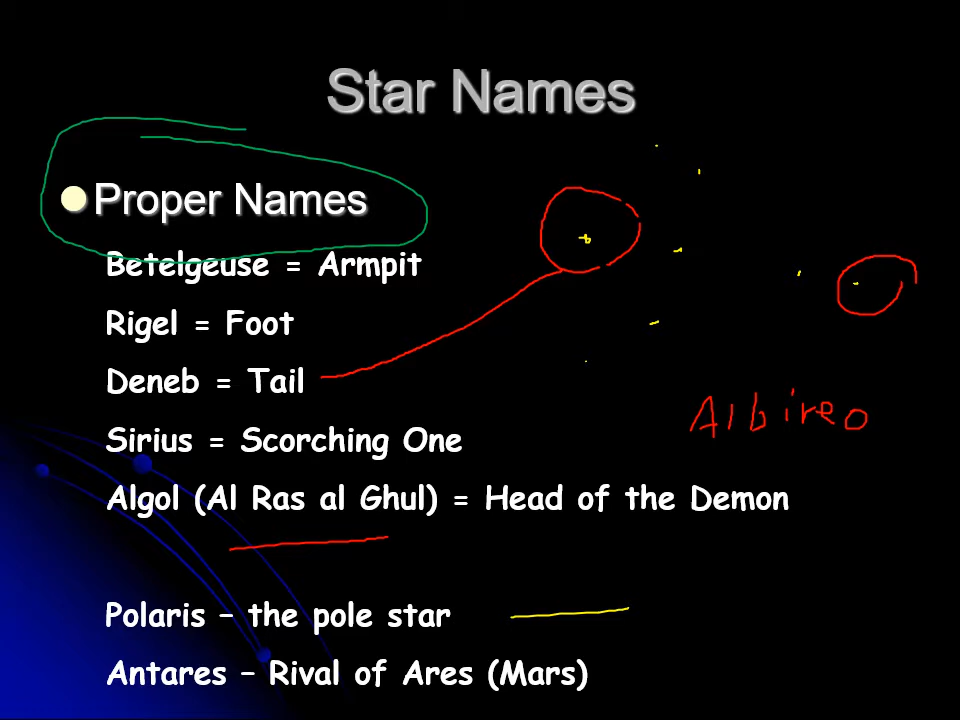 Star Names
Proper Names
Betelgeuse = Armpit
Rigel = Foot
Deneb = Tail
Albireo
Sirius = Scorching One
Algol (Al Ras al Ghul) = Head of the Demon
Polaris – the pole star
Antares – Rival of Ares (Mars)